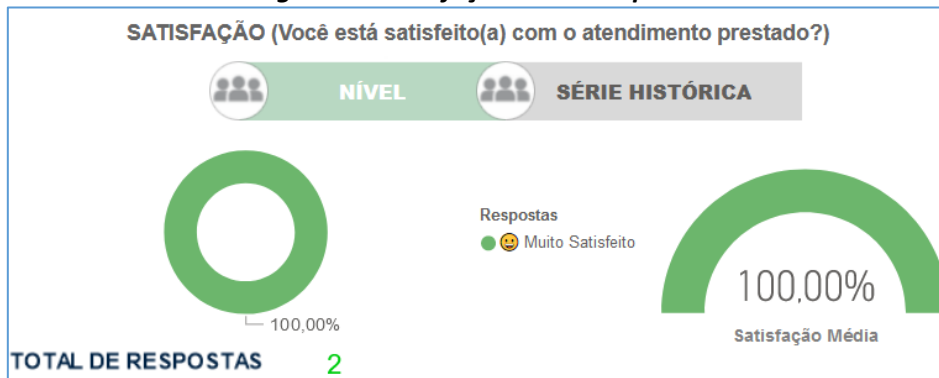 SATISFAÇÃO (Você está satisfeito(a) com o atendimento prestado?)
NÍVEL
SÉRIE HISTÓRICA
Respostas
😀 Muito Satisfeito
100,00%
100,00%
Satisfação Média
TOTAL DE RESPOSTAS 2